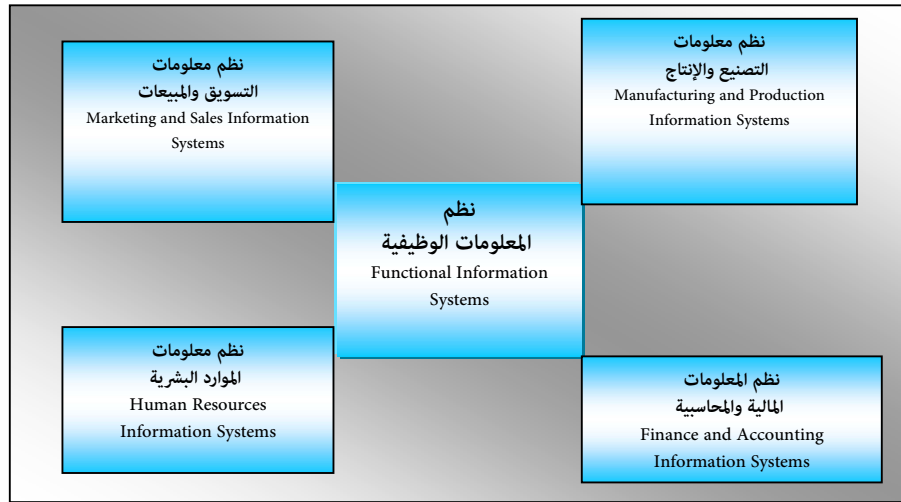 نظم معلومات
التصنيع والإنتاج
Manufacturing and Production
Information Systems
نظم معلومات
التسويق والمبيعات
Marketing and Sales Information
Systems
نظم
المعلومات الوظيفية
Functional Information
Systems
نظم المعلومات
المالية والمحاسبية
Finance and Accounting
Information Systems
نظم معلومات
الموارد البشرية
Human Resources
Information Systems